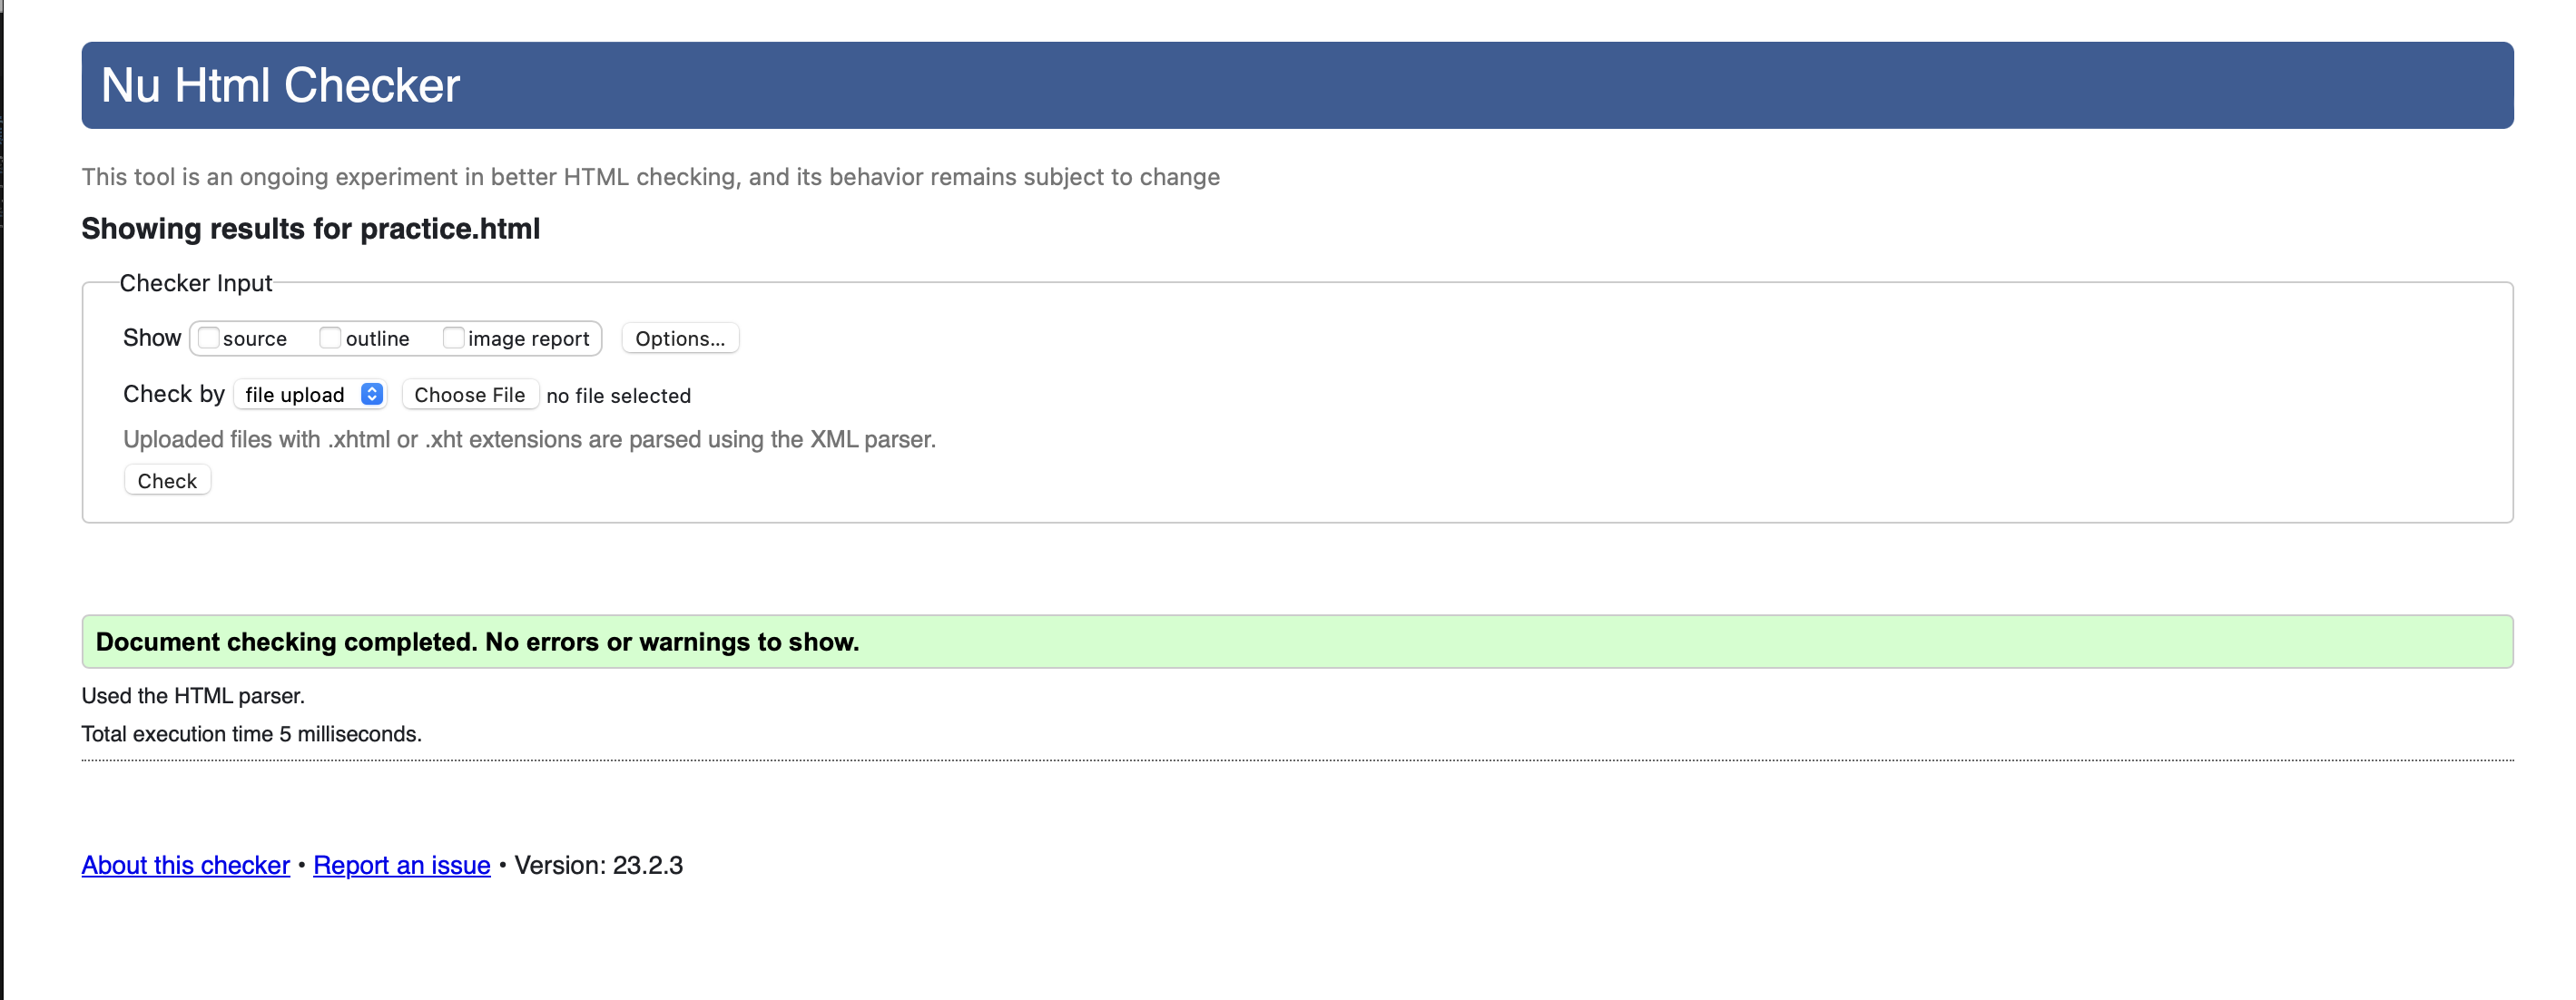 Nu Html Checker
This tool is an ongoing experiment in better HTML checking, and its behavior remains subject to change
Showing results for practice.html
Checker Input
Show source outline image report Options...
Check by file upload Choose File no file selected
Uploaded files with .xhtml or .xht extensions are parsed using the XML parser.
Check
Document checking completed. No errors or warnings to show.
Used the HTML parser.
Total execution time 5 milliseconds.
About this checker • Report an issue • Version: 23.2.3